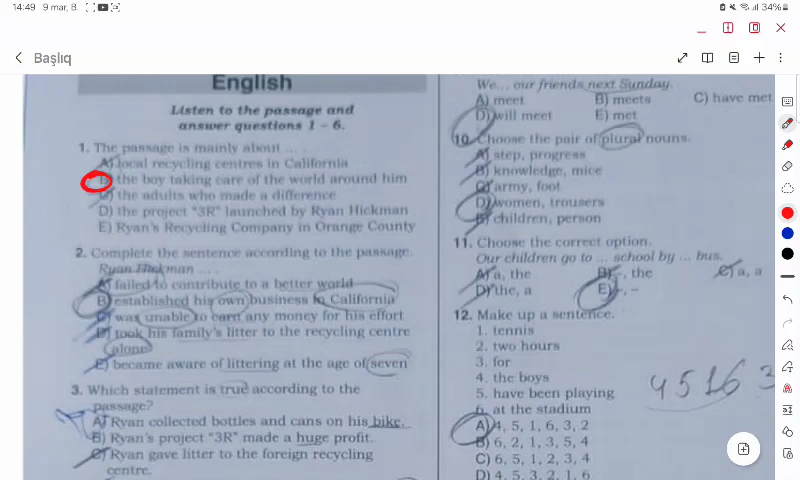 14:49 9 mar, B.
34%
Başlıq
English
Listen to the passage and
answer questions 1 – 6.
1. The passage is mainly about ... .
A) local recycling centres in California
B) the boy taking care of the world around him
C) the adults who made a difference
D) the project "3R" launched by Ryan Hickman
E) Ryan's Recycling Company in Orange County
2. Complete the sentence according to the passage.
Ryan Hickman ... .
A) failed to contribute to a better world
B) established his own business in California
C) was unable to earn any money for his effort
D) took his family's litter to the recycling centre
alone
E) became aware of littering at the age of seven
3. Which statement is true according to the
passage?
A) Ryan collected bottles and cans on his bike.
B) Ryan's project "3R" made a huge profit.
C) Ryan gave litter to the foreign recycling
centre.
We... our friends next Sunday.
A) meet B) meets C) have met
D) will meet E) met
10. Choose the pair of plural nouns.
A) step, progress
B) knowledge, mice
C) army, foot
D) women, trousers
E) children, person
11. Choose the correct option.
Our children go to ... school by ... bus.
A) a, the B) –, the C) a, a
D) the, a E) –, –
12. Make up a sentence.
1. tennis
2. two hours
3. for
4. the boys
5. have been playing
6. at the stadium
4 5 1 6 3
A) 4, 5, 1, 6, 3, 2
B) 6, 2, 1, 3, 5, 4
C) 6, 5, 1, 2, 3, 4
D) 4, 5, 3, 2, 1, 6